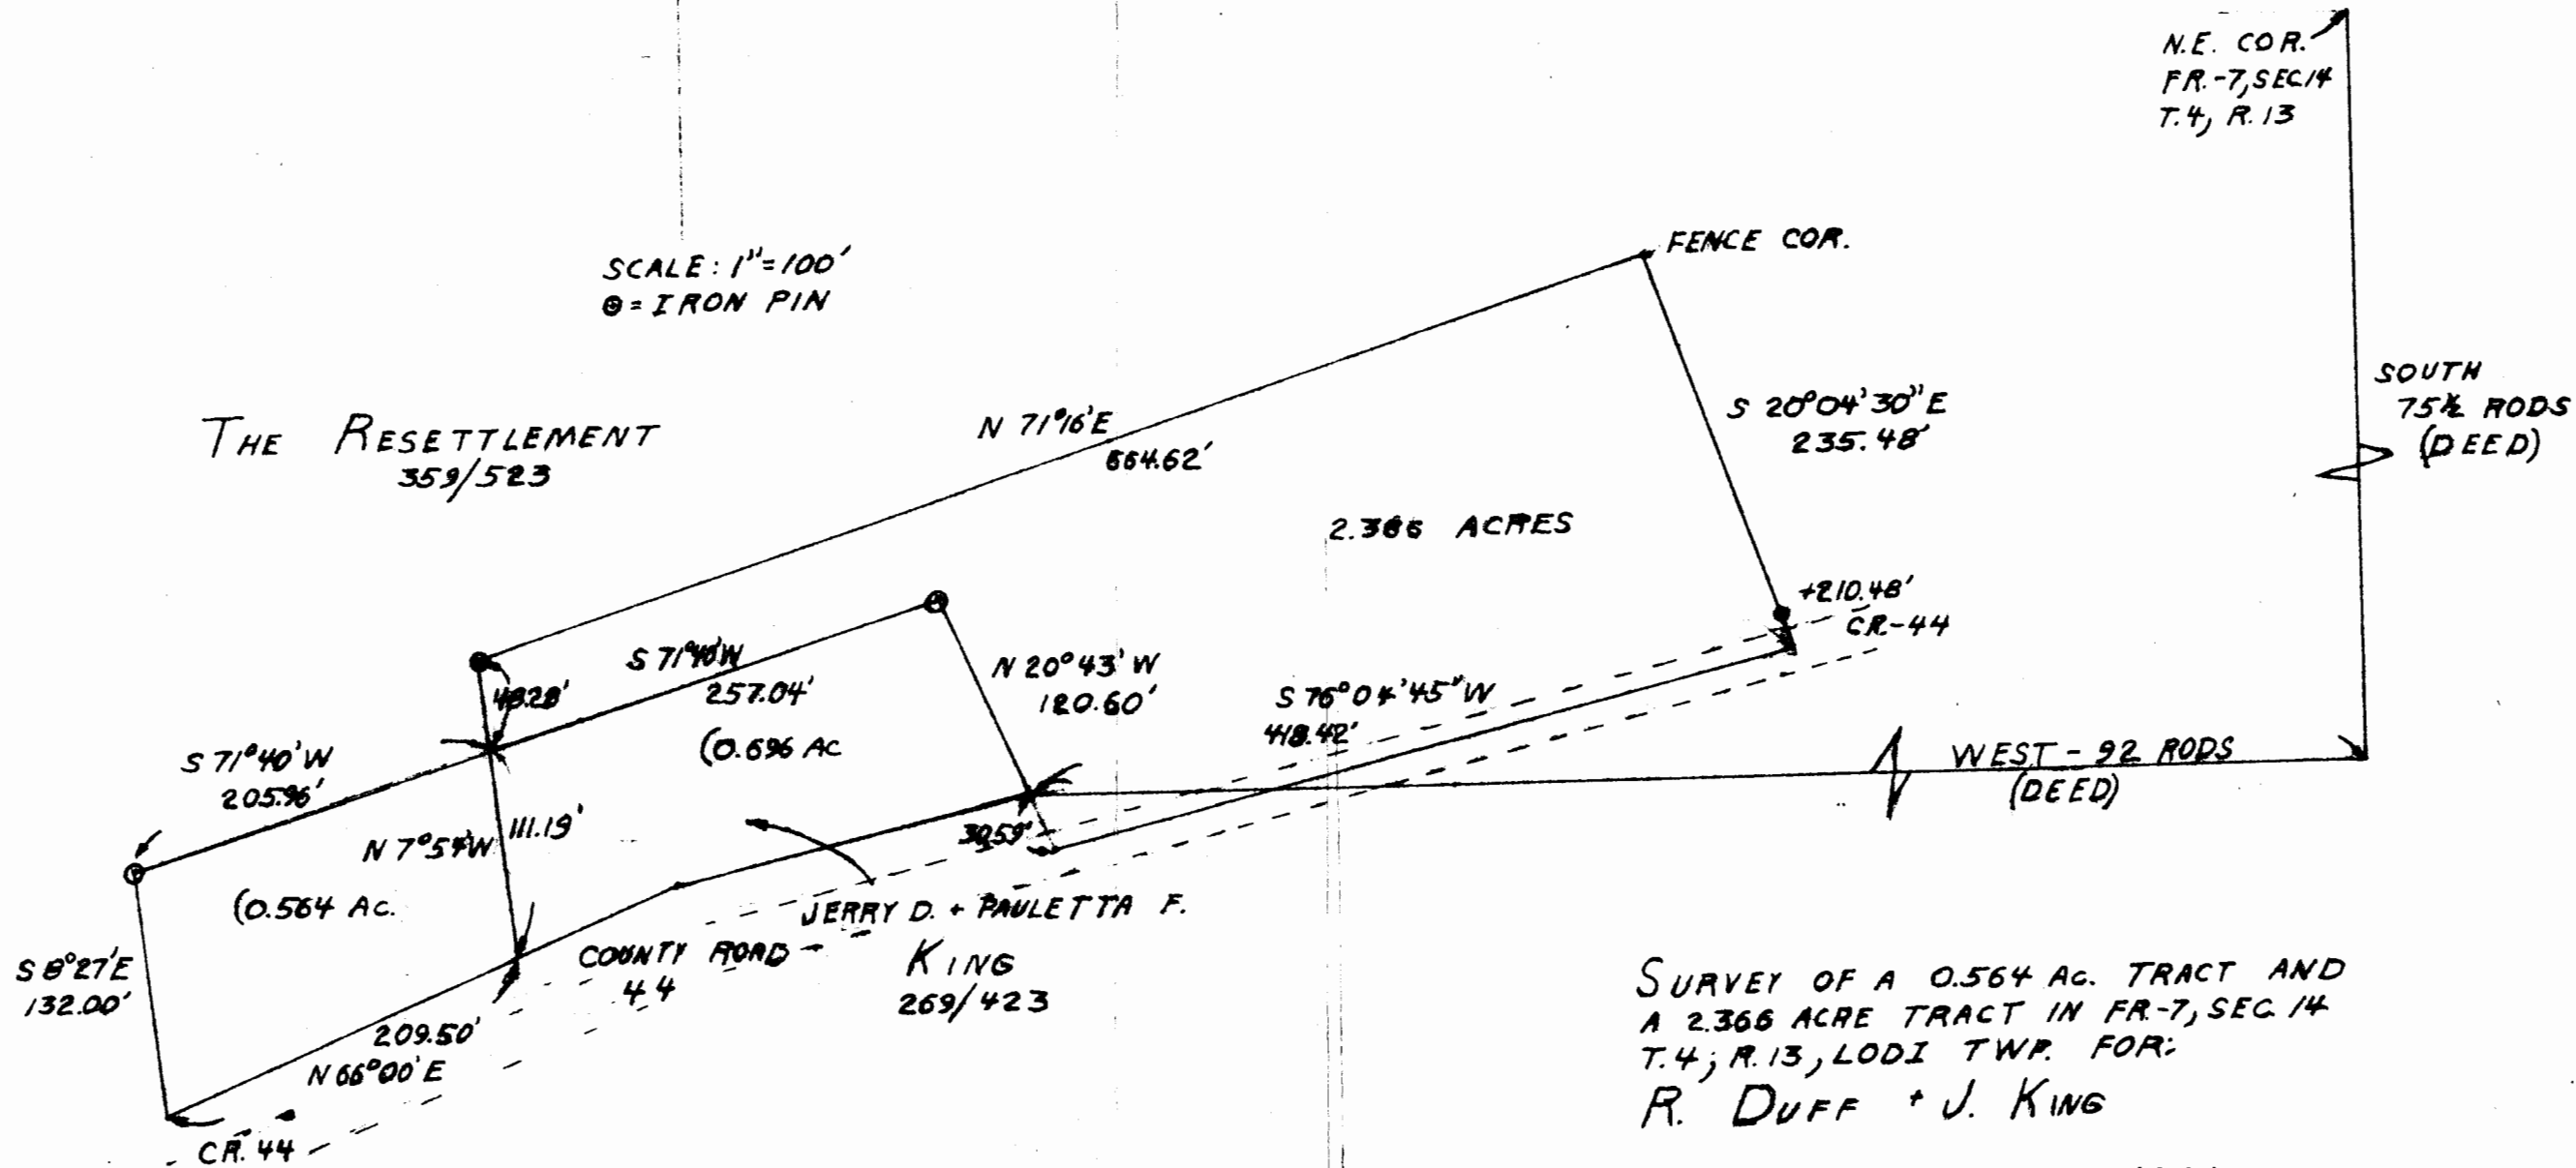 N.E. COR.
FR.-7, SEC 14
T.4, R.13
SCALE: 1"=100'
⊙=IRON PIN
FENCE COR.
SOUTH
75½ RODS
(DEED)
S 20°04'30"E
235.48'
THE RESETTLEMENT
359/523
N 71°16'E
664.62'
2.366 ACRES
+210.48'
CR-44
S 71°40'W
257.04'
48.28'
N 20°43'W
120.60'
S 76°04'45"W
418.42'
(0.696 AC
WEST - 92 RODS
(DEED)
S 71°40'W
205.96'
N 7°54'W
111.19'
30.59'
(0.564 AC.
JERRY D. + PAULETTA F.
KING
269/423
COUNTY ROAD
44
S 8°27'E
132.00'
209.50'
N 66°00'E
CR. 44
SURVEY OF A 0.564 AC. TRACT AND
A 2.366 ACRE TRACT IN FR-7, SEC. 14
T.4; R.13, LODI TWP. FOR:
R. DUFF + J. KING